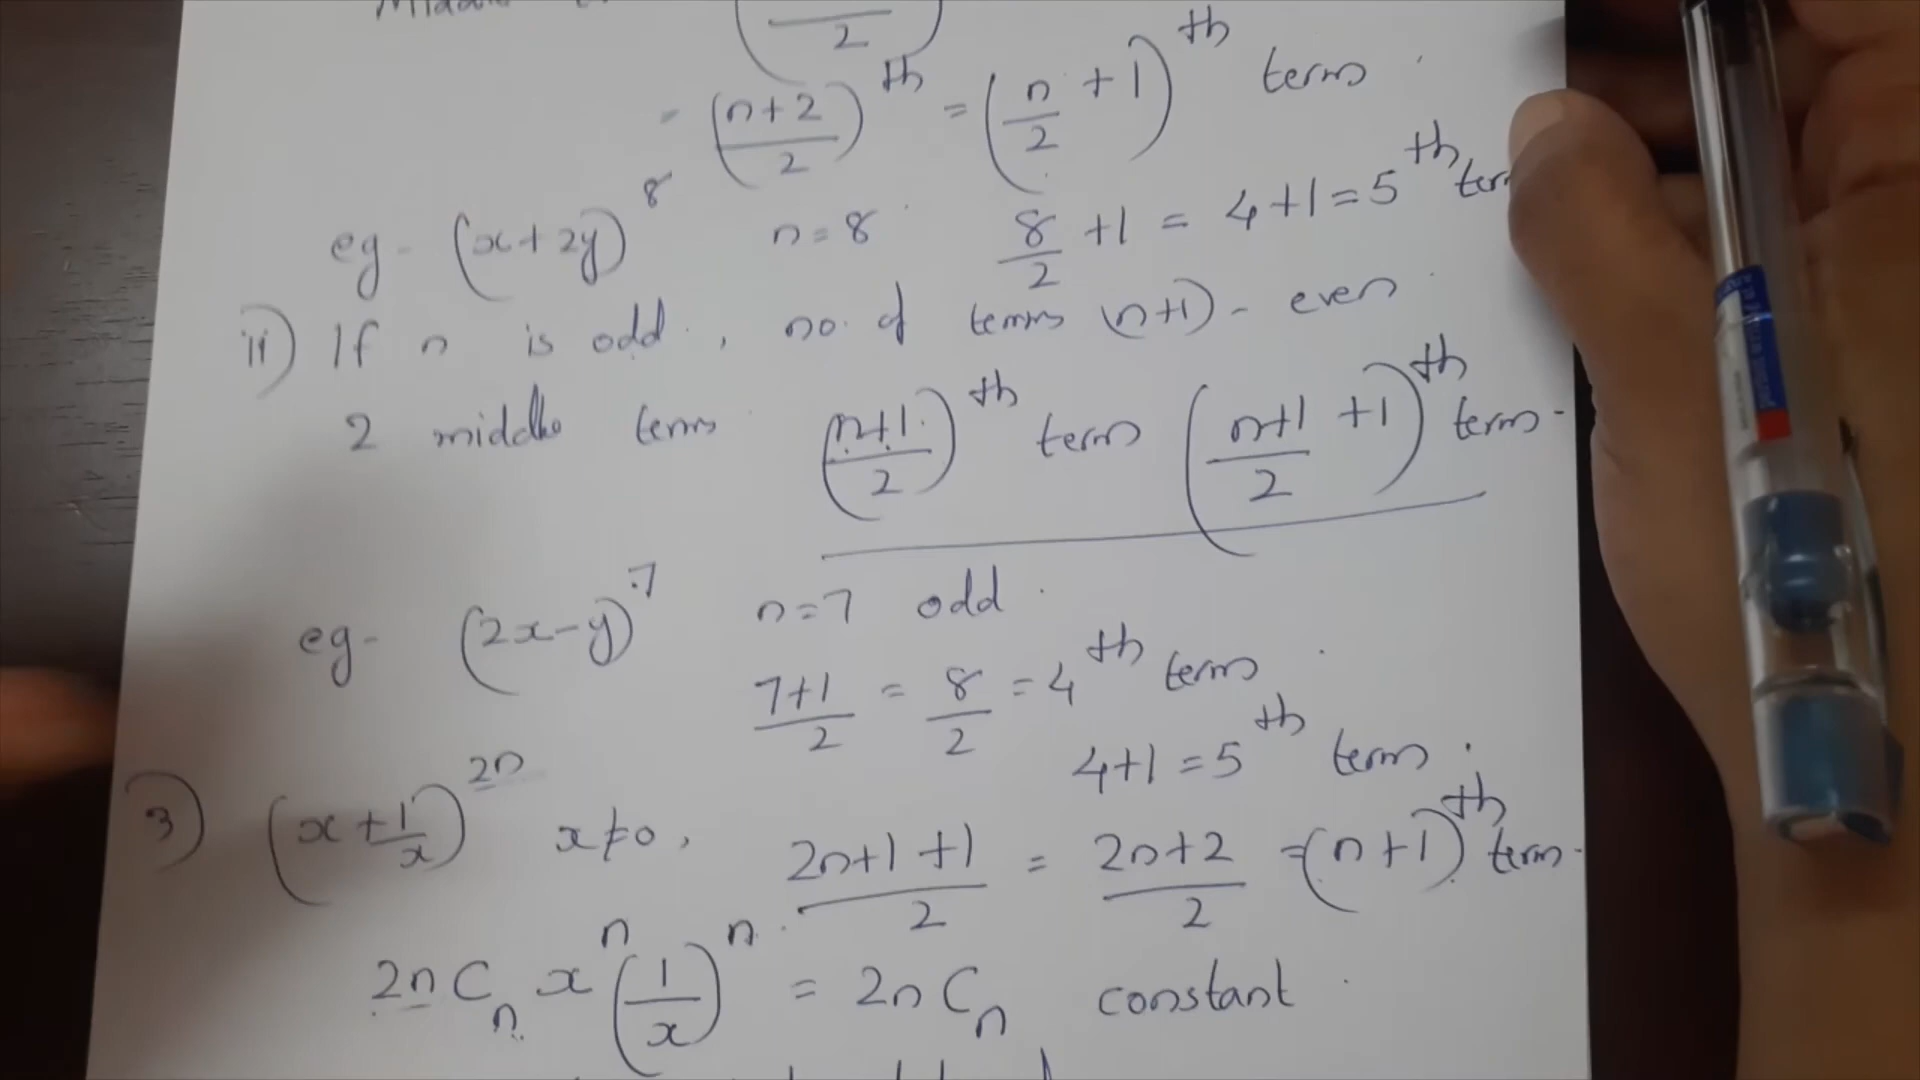 Middle
2
= (n+2/2)^th = (n/2 + 1)^th term.
eg- (x+2y)^8 n=8. 8/2 +1 = 4+1=5^th term
ii) If n is odd, no. of terms (n+1) - even.
2 middle terms (n+1/2)^th term (n+1/2 +1)^th term.
eg- (2x-y)^7 n=7 odd.
7+1/2 = 8/2 = 4^th term.
4+1=5^th term.
3) (x+1/x)^2n x≠0, 2n+1+1/2 = 2n+2/2 =(n+1)^th term.
2nC_n x^n (1/x)^n = 2nC_n constant.